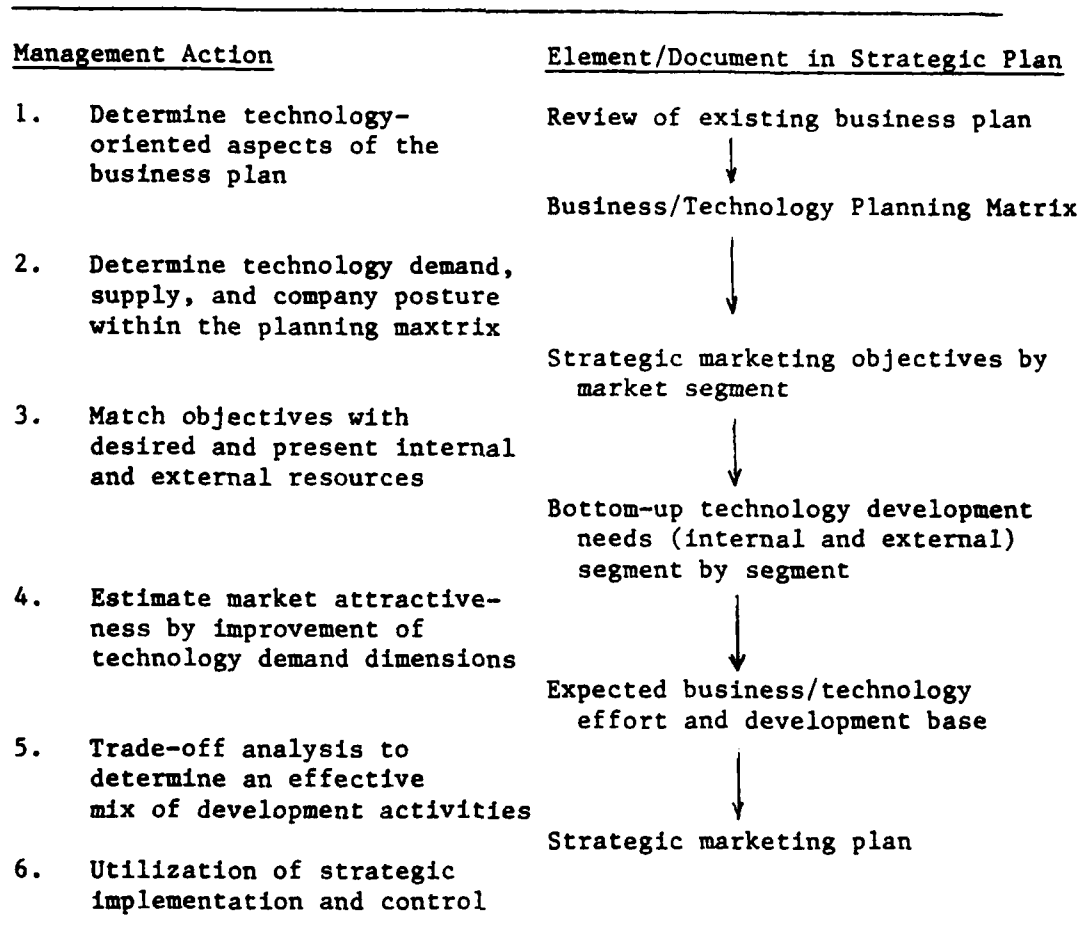 Management Action
Element/Document in Strategic Plan
1. Determine technology-
oriented aspects of the
business plan
Review of existing business plan
Business/Technology Planning Matrix
2. Determine technology demand,
supply, and company posture
within the planning maxtrix
Strategic marketing objectives by
market segment
3. Match objectives with
desired and present internal
and external resources
Bottom-up technology development
needs (internal and external)
segment by segment
4. Estimate market attractive-
ness by improvement of
technology demand dimensions
Expected business/technology
effort and development base
5. Trade-off analysis to
determine an effective
mix of development activities
Strategic marketing plan
6. Utilization of strategic
implementation and control